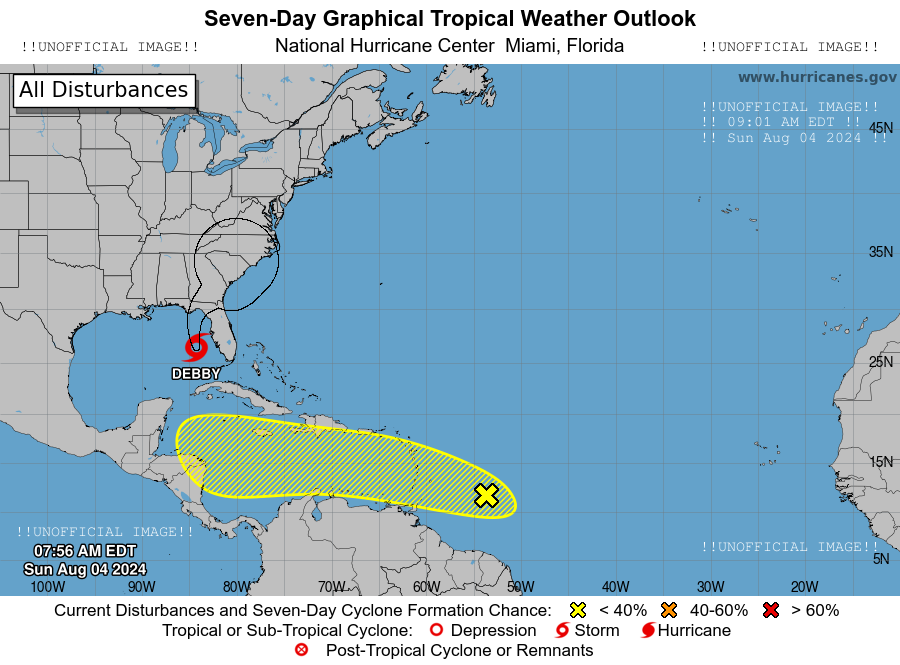 Seven-Day Graphical Tropical Weather Outlook
!!UNOFFICIAL IMAGE!! National Hurricane Center Miami, Florida !!UNOFFICIAL IMAGE!!
All Disturbances
www.hurricanes.gov
!!UNOFFICIAL IMAGE!!
!! 09:01 AM EDT !!
!! Sun Aug 04 2024 !!
45N
35N
25N
DEBBY
15N
!!UNOFFICIAL IMAGE!!
!!UNOFFICIAL IMAGE!!
07:56 AM EDT
Sun Aug 04 2024
5N
100W 90W 80W 70W 60W 50W 40W 30W 20W
Current Disturbances and Seven-Day Cyclone Formation Chance: < 40% 40-60% > 60%
Tropical or Sub-Tropical Cyclone: Depression Storm Hurricane
Post-Tropical Cyclone or Remnants